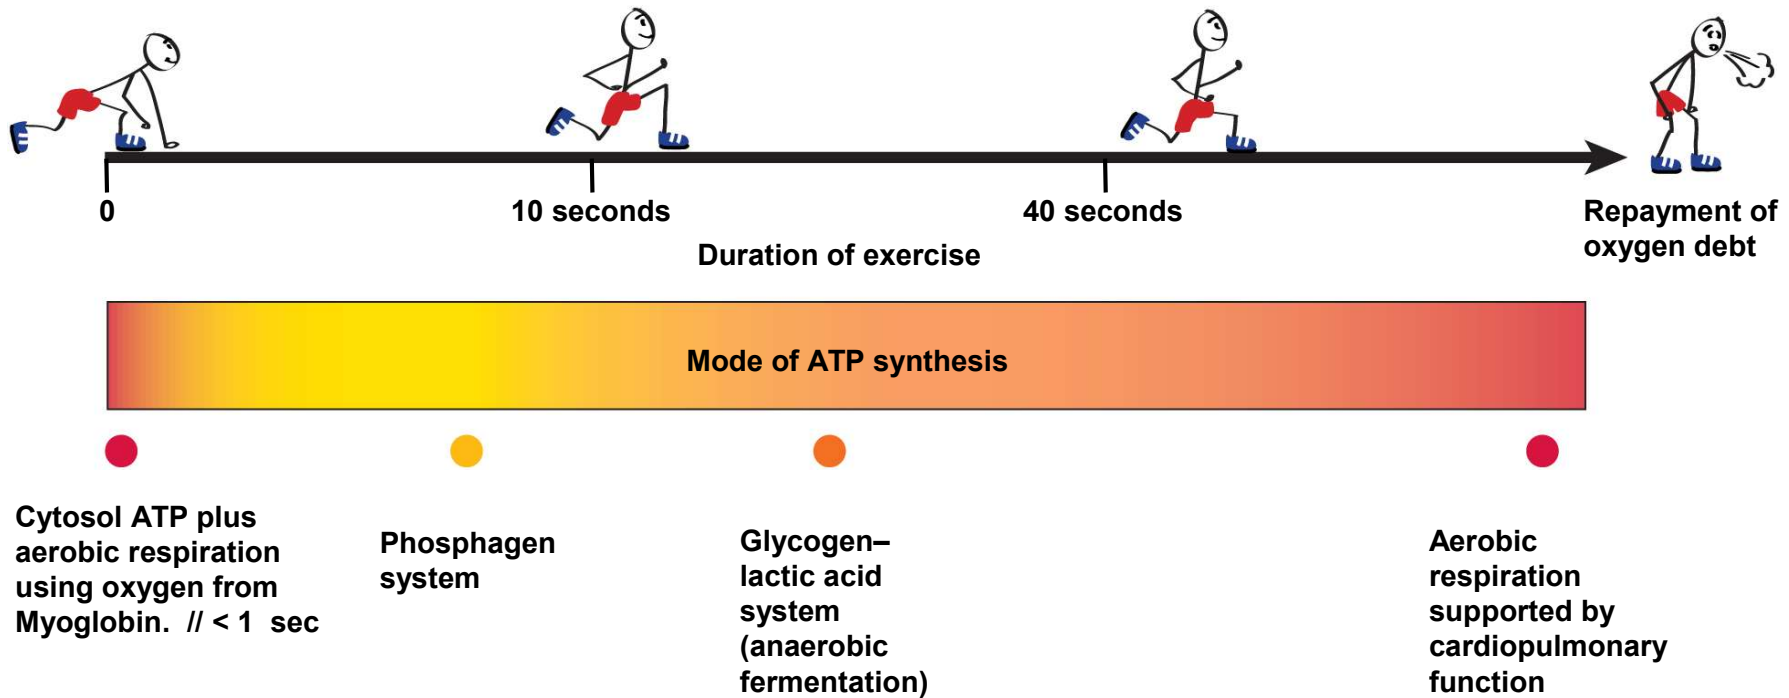 0
10 seconds
40 seconds
Repayment of
oxygen debt
Duration of exercise
Mode of ATP synthesis
Cytosol ATP plus
aerobic respiration
using oxygen from
Myoglobin.  // < 1  sec
Phosphagen
system
Glycogen–
lactic acid
system
(anaerobic
fermentation)
Aerobic
respiration
supported by
cardiopulmonary
function